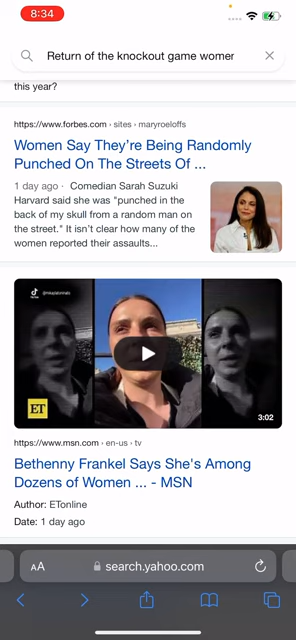 8:34
Return of the knockout game womer
this year?
https://www.forbes.com › sites › maryroeloffs
Women Say They're Being Randomly
Punched On The Streets Of ...
1 day ago · Comedian Sarah Suzuki
Harvard said she was "punched in the
back of my skull from a random man on
the street." It isn't clear how many of the
women reported their assaults...
TikTok
ET
3:02
https://www.msn.com › en-us › tv
Bethenny Frankel Says She's Among
Dozens of Women ... - MSN
Author: ETonline
Date: 1 day ago
AA
search.yahoo.com